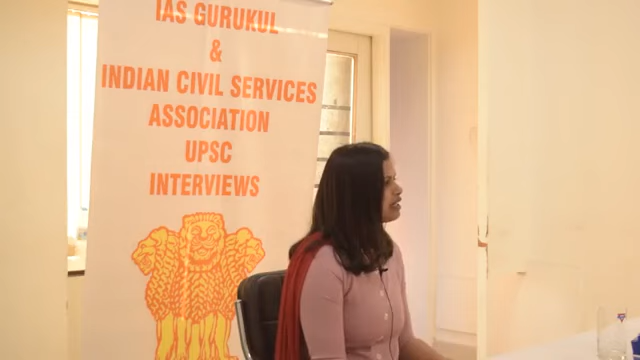 IAS GURUKUL
&
INDIAN CIVIL SERVICES
ASSOCIATION
UPSC
INTERVIEWS